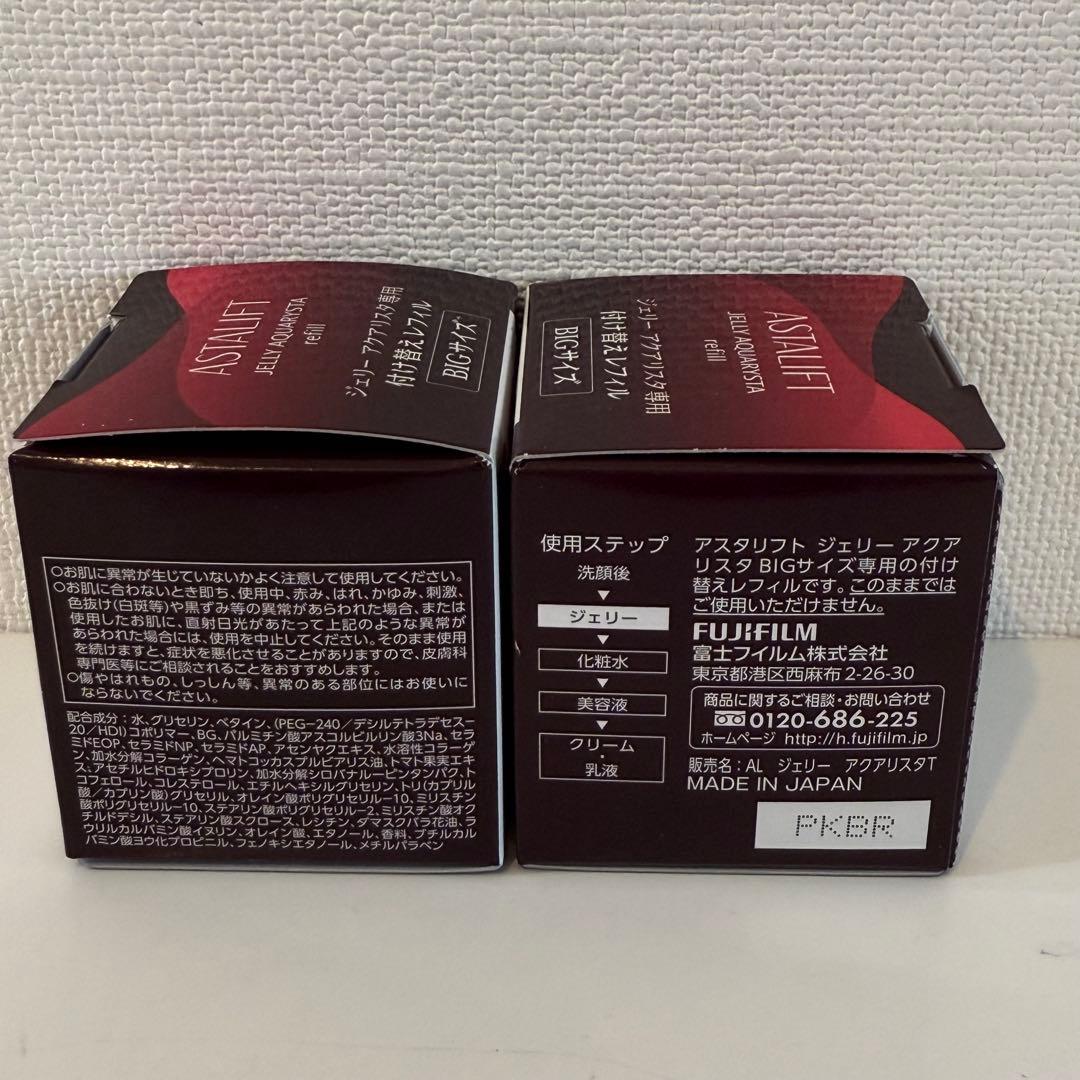 ASTALIFT
JELLY AQUARYSTA
refill
ジェリー アクアリスタ専用
付け替えレフィル
BIGサイズ
○お肌に異常が生じていないかよく注意して使用してください。
○お肌に合わないとき即ち、使用中、赤み、はれ、かゆみ、刺激、
色抜け(白斑等)や黒ずみ等の異常があらわれた場合、または
使用したお肌に、直射日光があたって上記のような異常が
あらわれた場合には、使用を中止してください。そのまま使用
を続けますと、症状を悪化させることがありますので、皮膚科
専門医等にご相談されることをおすすめします。
○傷やはれもの、しっしん等、異常のある部位にはお使いに
ならないでください。
配合成分：水、グリセリン、ベタイン、(PEG-240／デシルテトラデセス-
20／HDI)コポリマー、BG、パルミチン酸アスコルビルリン酸3Na、セラ
ミドEOP、セラミドNP、セラミドAP、アセンヤクエキス、水溶性コラーゲ
ン、加水分解コラーゲン、ヘマトコッカスプルビアリス油、トマト果実エキ
ス、アセチルヒドロキシプロリン、加水分解シロバナルーピンタンパク、ト
コフェロール、コレステロール、エチルヘキシルグリセリン、トリ(カプリル
酸／カプリン酸)グリセリル、オレイン酸ポリグリセリル-10、ミリスチン
酸ポリグリセリル-10、ステアリン酸ポリグリセリル-2、ミリスチン酸オク
チルドデシル、ステアリン酸スクロース、レシチン、ダマスクバラ花油、ラ
ウリルカルバミン酸イヌリン、オレイン酸、エタノール、香料、ブチルカル
バミン酸ヨウ化プロピニル、フェノキシエタノール、メチルパラベン
ASTALIFT
JELLY AQUARYSTA
refill
ジェリー アクアリスタ専用
付け替えレフィル
BIGサイズ
使用ステップ
洗顔後
▼
ジェリー
▼
化粧水
▼
美容液
▼
クリーム
乳液
アスタリフト ジェリー アクア
リスタ BIGサイズ専用の付け
替えレフィルです。このままでは
ご使用いただけません。
FUJIFILM
富士フイルム株式会社
東京都港区西麻布2-26-30
商品に関するご相談・お問い合わせ
0120-686-225
ホームページ http://h.fujifilm.jp
販売名：AL ジェリー アクアリスタT
MADE IN JAPAN
PKBR